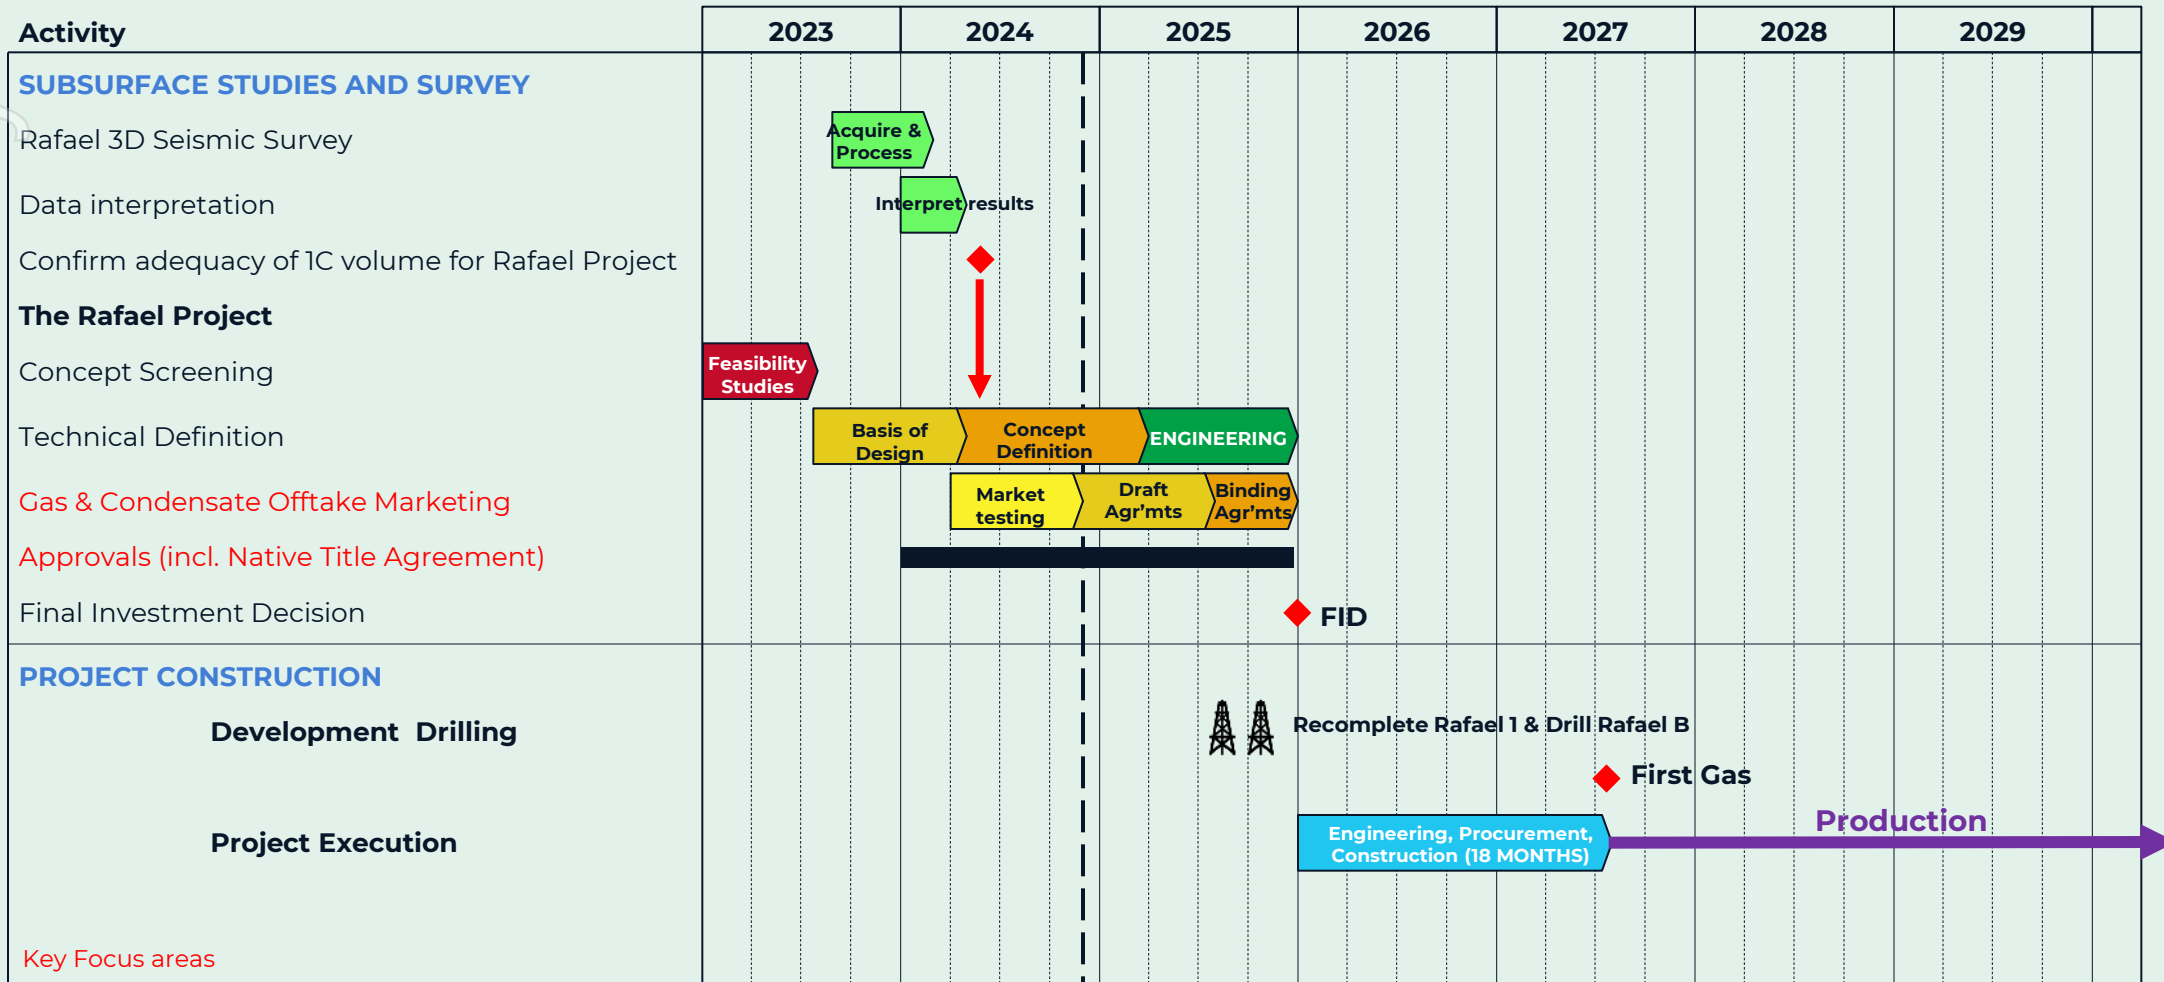 Activity
2023
2024
2025
2026
2027
2028
2029
SUBSURFACE STUDIES AND SURVEY
Rafael 3D Seismic Survey
Acquire &
Process
Data interpretation
Interpret results
Confirm adequacy of 1C volume for Rafael Project
The Rafael Project
Concept Screening
Feasibility
Studies
Technical Definition
Basis of
Design
Concept
Definition
ENGINEERING
Gas & Condensate Offtake Marketing
Market
testing
Draft
Agr’mts
Binding
Agr’mts
Approvals (incl. Native Title Agreement)
Final Investment Decision
FID
PROJECT CONSTRUCTION
Development Drilling
Recomplete Rafael 1 & Drill Rafael B
First Gas
Project Execution
Engineering, Procurement,
Construction (18 MONTHS)
Production
Key Focus areas